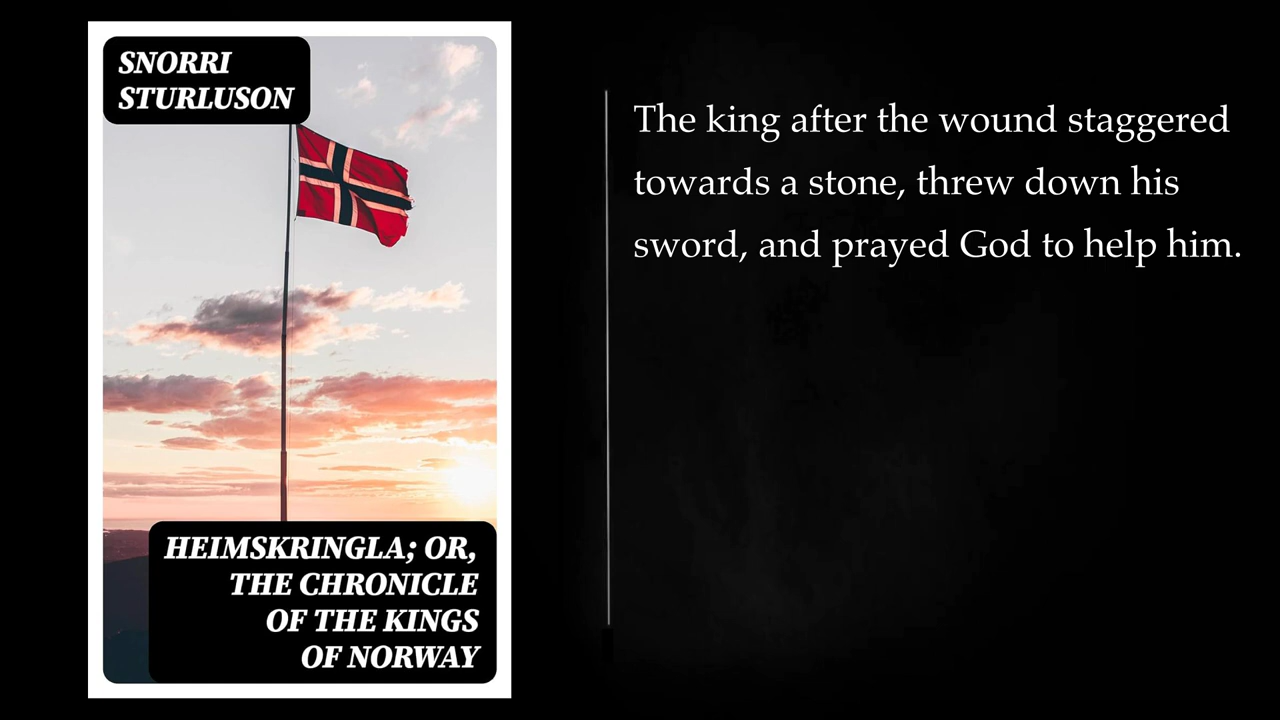 SNORRI
STURLUSON
HEIMSKRINGLA; OR,
THE CHRONICLE
OF THE KINGS
OF NORWAY
The king after the wound staggered
towards a stone, threw down his
sword, and prayed God to help him.